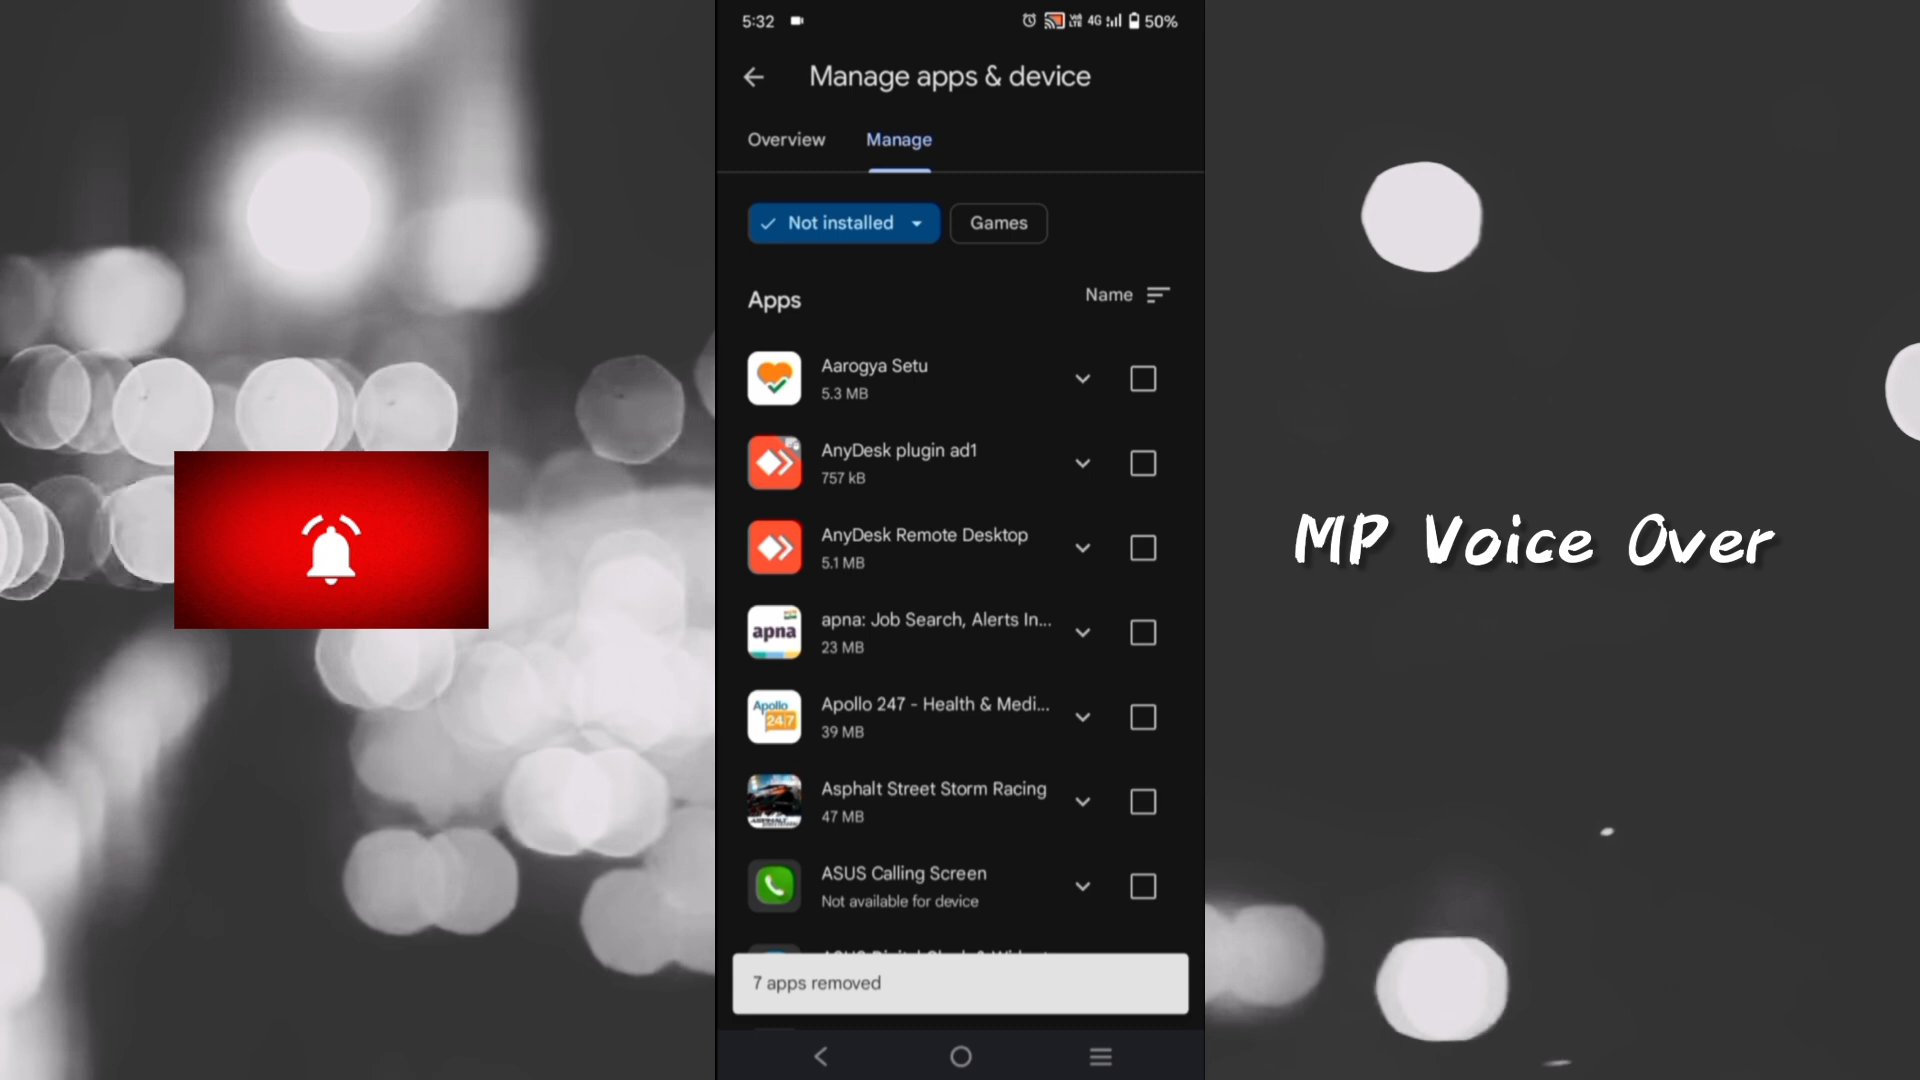 5:32
4G 50%
Manage apps & device
Overview Manage
Not installed Games
Apps Name
Aarogya Setu
5.3 MB
AnyDesk plugin ad1
757 kB
AnyDesk Remote Desktop
5.1 MB
apna: Job Search, Alerts In...
apna
23 MB
Apollo 247 - Health & Medi...
Apollo
24|7
39 MB
Asphalt Street Storm Racing
47 MB
ASUS Calling Screen
Not available for device
7 apps removed
MP Voice Over